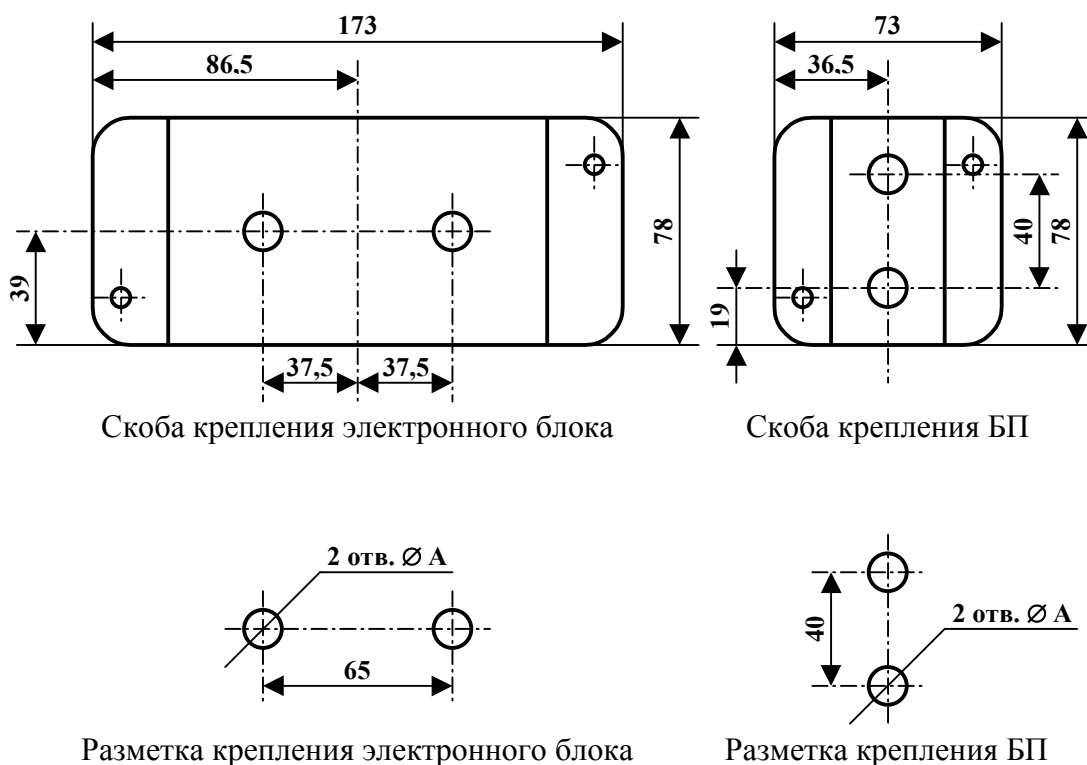 173
86,5
39
78
37,5
37,5
Скоба крепления электронного блока
73
36,5
40
78
19
Скоба крепления БП
2 отв. ∅ А
65
Разметка крепления электронного блока
40
2 отв. ∅ А
Разметка крепления БП